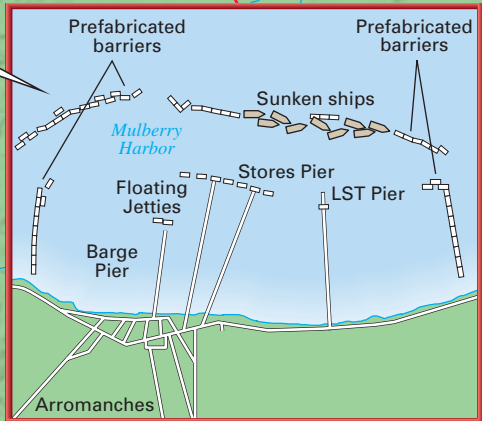 Prefabricated
barriers
Prefabricated
barriers
Sunken ships
Mulberry
Harbor
Stores Pier
Floating
Jetties
LST Pier
Barge
Pier
Arromanches